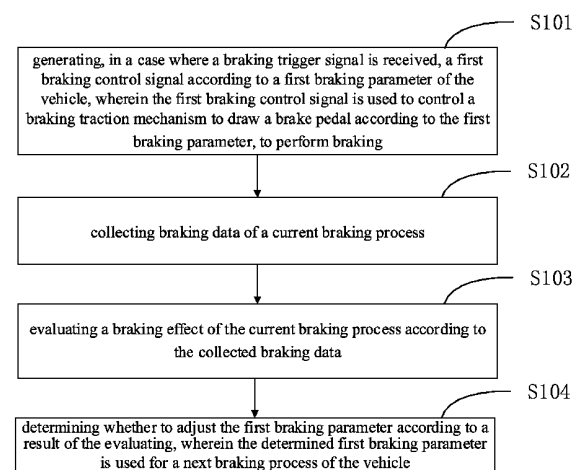 S101
generating, in a case where a braking trigger signal is received, a first
braking control signal according to a first braking parameter of the
vehicle, wherein the first braking control signal is used to control a
braking traction mechanism to draw a brake pedal according to the first
braking parameter, to perform braking
S102
collecting braking data of a current braking process
S103
evaluating a braking effect of the current braking process according to
the collected braking data
S104
determining whether to adjust the first braking parameter according to a
result of the evaluating, wherein the determined first braking parameter
is used for a next braking process of the vehicle